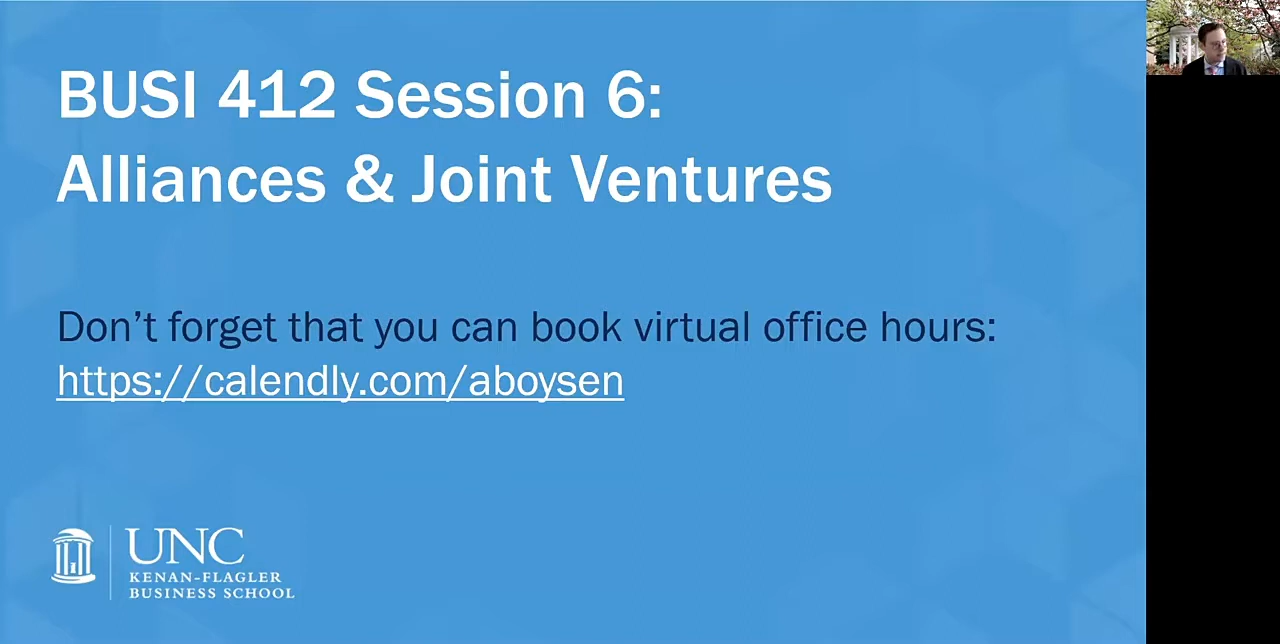 BUSI 412 Session 6:
Alliances & Joint Ventures
Don’t forget that you can book virtual office hours:
https://calendly.com/aboysen
UNC
KENAN-FLAGLER
BUSINESS SCHOOL